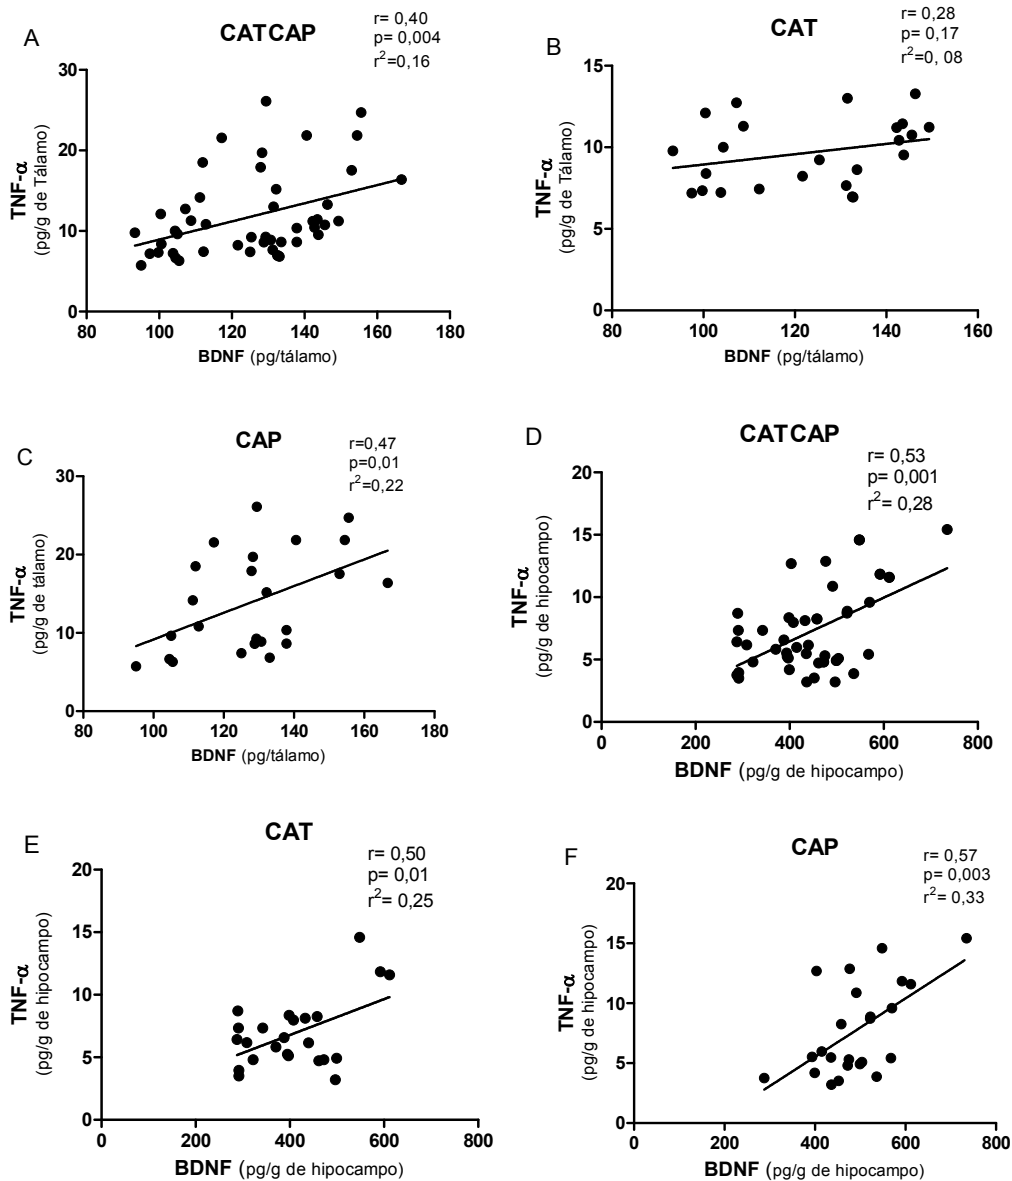 A
CATCAP
r= 0,40
p= 0,004
r²=0,16
30
20
10
0
TNF-α
(pg/g de Tálamo)
80 100 120 140 160 180
BDNF (pg/tálamo)
B
CAT
r= 0,28
p= 0,17
r²=0, 08
15
10
5
0
TNF-α
(pg/g de Tálamo)
80 100 120 140 160
BDNF (pg/tálamo)
C
CAP
r=0,47
p=0,01
r²=0,22
30
20
10
0
TNF-α
(pg/g de tálamo)
80 100 120 140 160 180
BDNF (pg/tálamo)
D
CATCAP
r= 0,53
p= 0,001
r²= 0,28
20
15
10
5
0
TNF-α
(pg/g de hipocampo)
0 200 400 600 800
BDNF (pg/g de hipocampo)
E
CAT
r= 0,50
p= 0,01
r²= 0,25
20
15
10
5
0
TNF-α
(pg/g de hipocampo)
0 200 400 600 800
BDNF (pg/g de hipocampo)
F
CAP
r= 0,57
p= 0,003
r²= 0,33
20
15
10
5
0
TNF-α
(pg/g de hipocampo)
0 200 400 600 800
BDNF (pg/g de hipocampo)